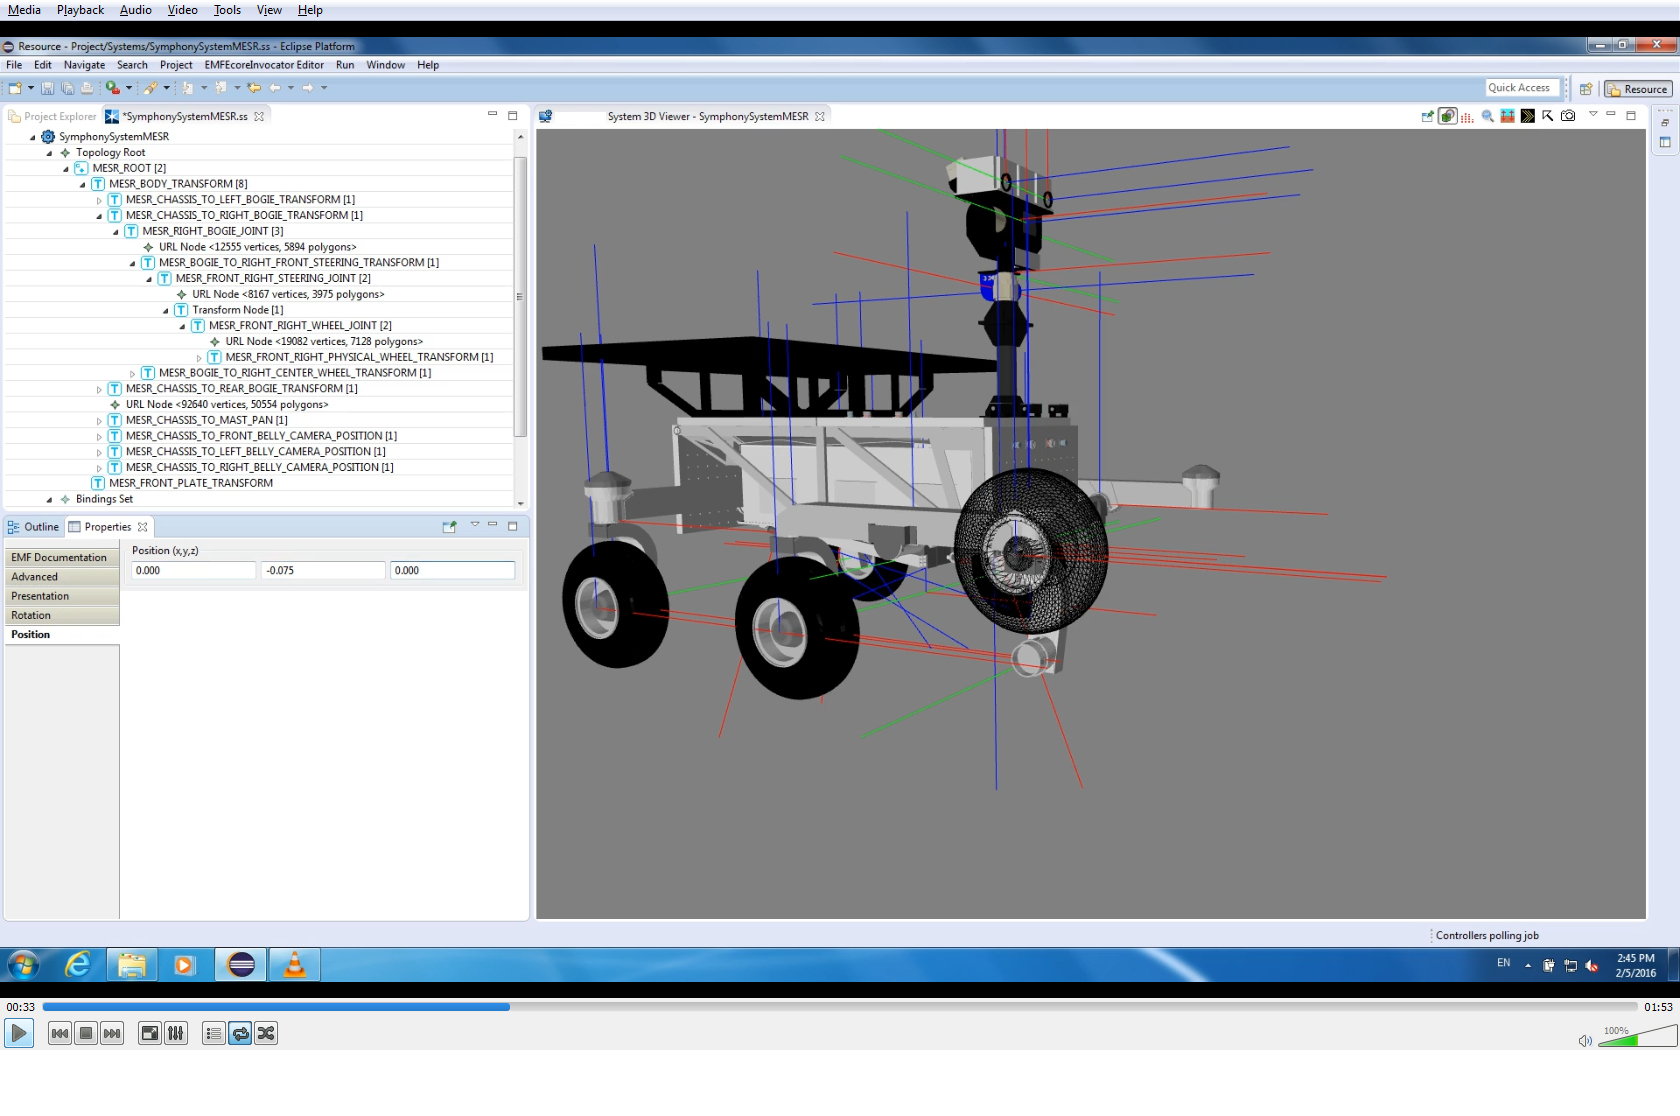 Media Playback Audio Video Tools View Help
Resource - Project/Systems/SymphonySystemMESR.ss - Eclipse Platform
File Edit Navigate Search Project EMFEcoreInvocator Editor Run Window Help
Quick Access Resource
Project Explorer *SymphonySystemMESR.ss
System 3D Viewer - SymphonySystemMESR
SymphonySystemMESR
Topology Root
MESR_ROOT [2]
MESR_BODY_TRANSFORM [8]
MESR_CHASSIS_TO_LEFT_BOGIE_TRANSFORM [1]
MESR_CHASSIS_TO_RIGHT_BOGIE_TRANSFORM [1]
MESR_RIGHT_BOGIE_JOINT [3]
URL Node <12555 vertices, 5894 polygons>
MESR_BOGIE_TO_RIGHT_FRONT_STEERING_TRANSFORM [1]
MESR_FRONT_RIGHT_STEERING_JOINT [2]
URL Node <8167 vertices, 3975 polygons>
Transform Node [1]
MESR_FRONT_RIGHT_WHEEL_JOINT [2]
URL Node <19082 vertices, 7128 polygons>
MESR_FRONT_RIGHT_PHYSICAL_WHEEL_TRANSFORM [1]
MESR_BOGIE_TO_RIGHT_CENTER_WHEEL_TRANSFORM [1]
MESR_CHASSIS_TO_REAR_BOGIE_TRANSFORM [1]
URL Node <92640 vertices, 50554 polygons>
MESR_CHASSIS_TO_MAST_PAN [1]
MESR_CHASSIS_TO_FRONT_BELLY_CAMERA_POSITION [1]
MESR_CHASSIS_TO_LEFT_BELLY_CAMERA_POSITION [1]
MESR_CHASSIS_TO_RIGHT_BELLY_CAMERA_POSITION [1]
MESR_FRONT_PLATE_TRANSFORM
Bindings Set
Outline Properties
EMF Documentation
Advanced
Presentation
Rotation
Position
Position (x,y,z)
0.000 -0.075 0.000
Controllers polling job
EN
2:45 PM
2/5/2016
00:33 01:53
100%